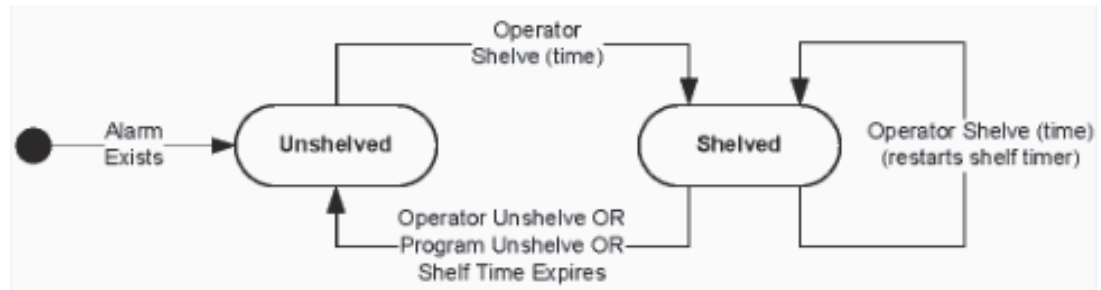 Operator
Shelve (time)
Alarm
Exists
Unshelved
Shelved
Operator Shelve (time)
(restarts shelf timer)
Operator Unshelve OR
Program Unshelve OR
Shelf Time Expires